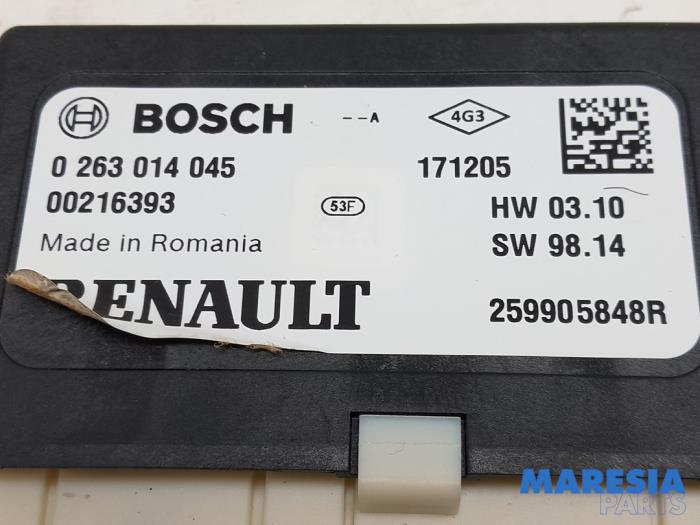 BOSCH --A 4G3
0 263 014 045 171205
00216393 53F HW 03.10
Made in Romania SW 98.14
RENAULT 259905848R
MARESIA
PARTS